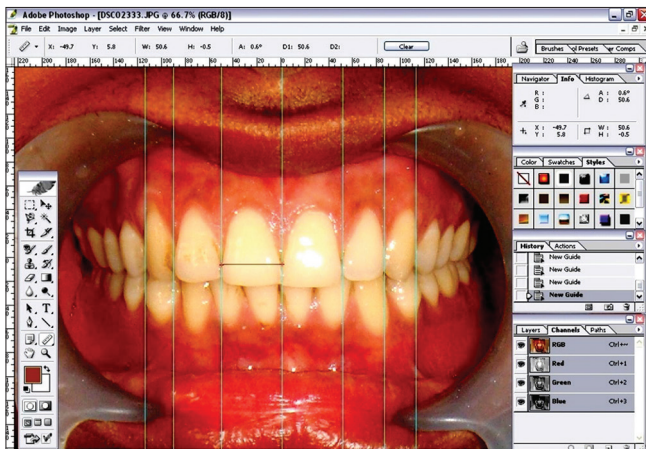 Adobe Photoshop - [DSC02333.JPG @ 66.7% (RGB/8)]
File Edit Image Layer Select Filter View Window Help
X: -49.7 Y: 5.8 W: 50.6 H: -0.5 A: 0.6° D1: 50.6 D2: Clear
Brushes ol Presets er Comps
Navigator Info Histogram
R :
G :
B :
A : 0.6°
D : 50.6
X : -49.7
Y : 5.8
W : 50.6
H : -0.5
Color Swatches Styles
History Actions
New Guide
New Guide
New Guide
New Guide
Layers Channels Paths
RGB Ctrl+~
Red Ctrl+1
Green Ctrl+2
Blue Ctrl+3